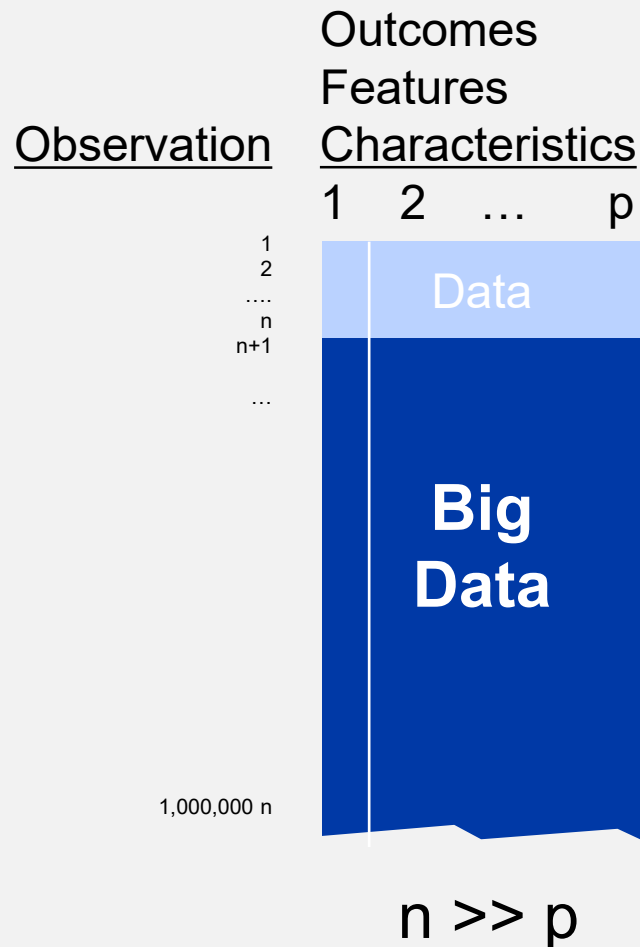 Outcomes
Features
Observation Characteristics
1 2 … p
1
2
….
n
n+1
…
Data
Big
Data
1,000,000 n
n >> p